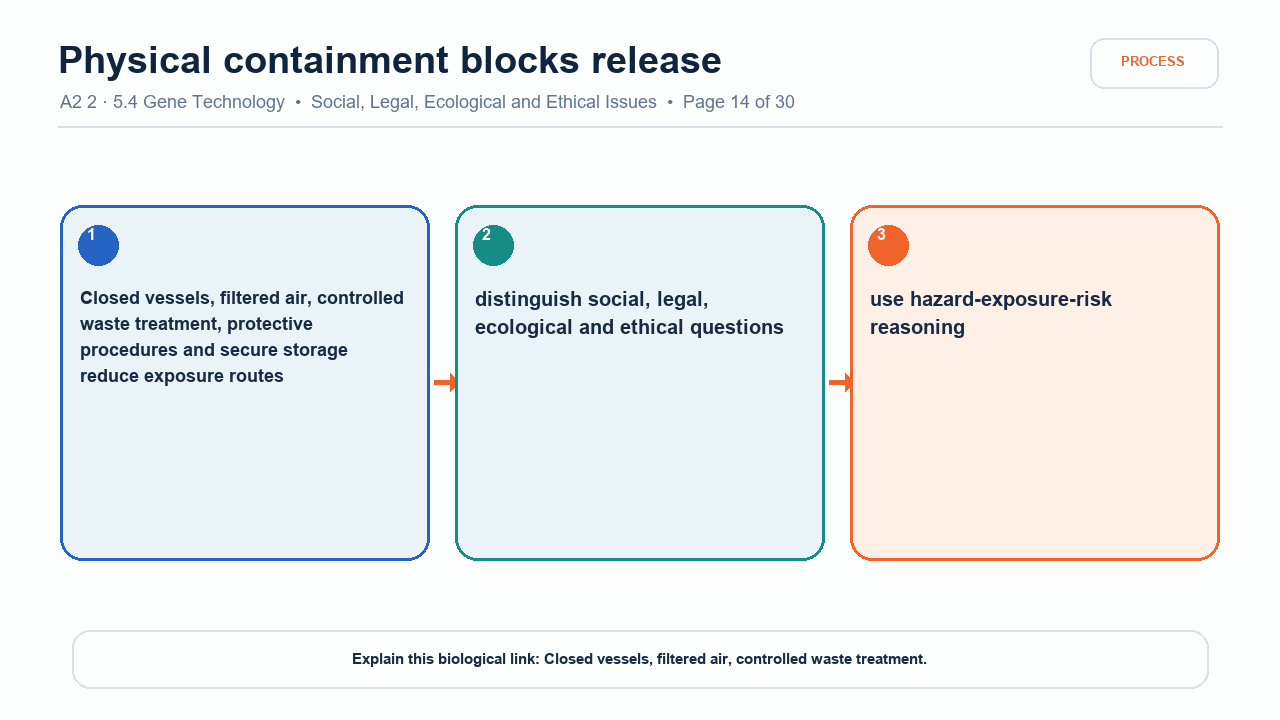 Physical containment blocks release
PROCESS
A2 2 · 5.4 Gene Technology • Social, Legal, Ecological and Ethical Issues • Page 14 of 30
1
Closed vessels, filtered air, controlled
waste treatment, protective
procedures and secure storage
reduce exposure routes
2
distinguish social, legal,
ecological and ethical questions
3
use hazard-exposure-risk
reasoning
Explain this biological link: Closed vessels, filtered air, controlled waste treatment.